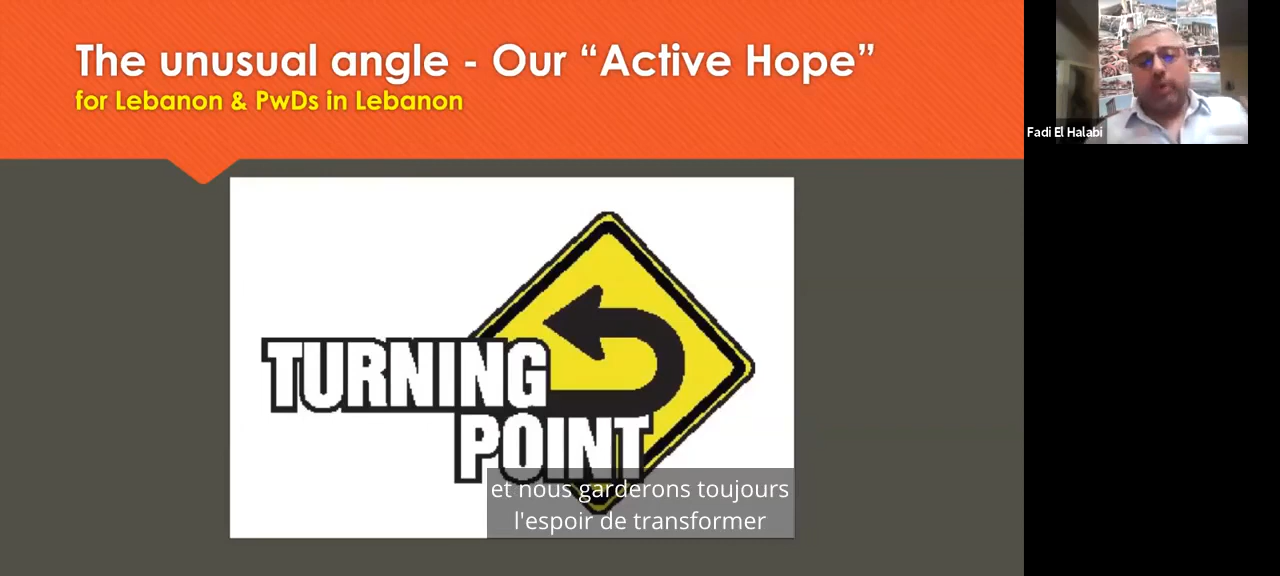 The unusual angle - Our “Active Hope”
for Lebanon & PwDs in Lebanon
Fadi El Halabi
TURNING
POINT
et nous garderons toujours
l'espoir de transformer